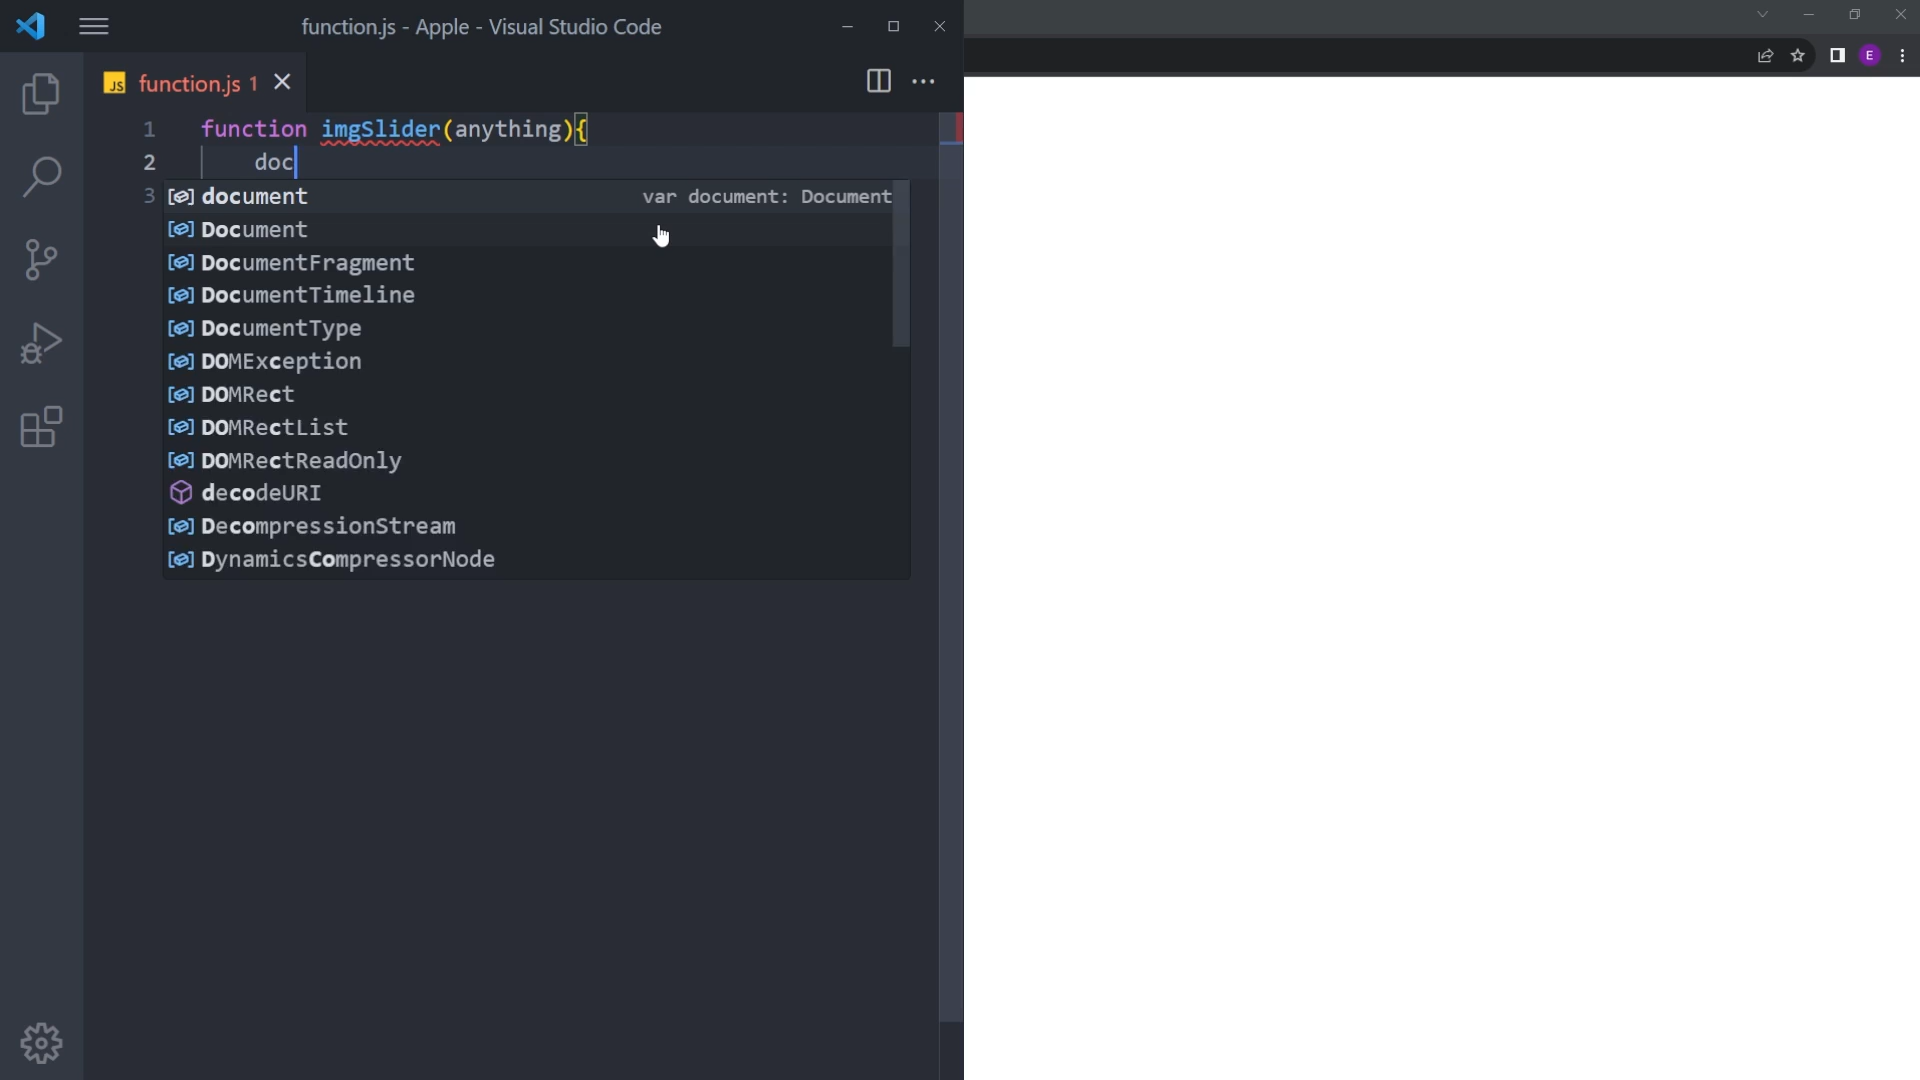 function.js - Apple - Visual Studio Code
E
JS function.js 1
1 function imgSlider(anything){
2 doc
3
document var document: Document
Document
DocumentFragment
DocumentTimeline
DocumentType
DOMException
DOMRect
DOMRectList
DOMRectReadOnly
decodeURI
DecompressionStream
DynamicsCompressorNode